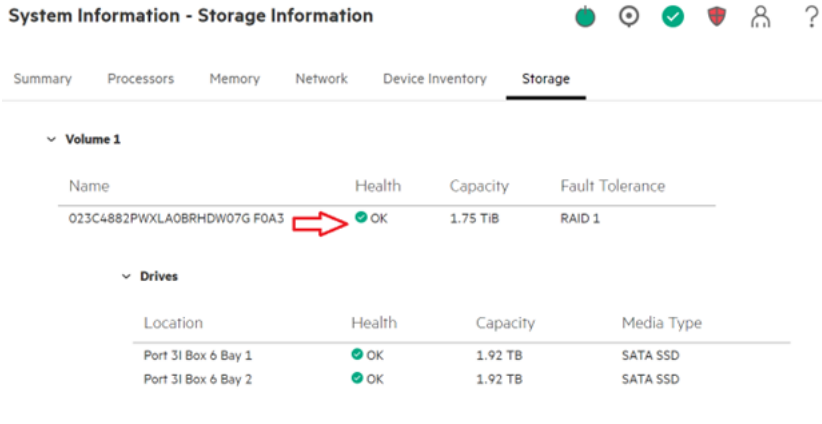 System Information - Storage Information
?
Summary Processors Memory Network Device Inventory Storage
Volume 1
Name Health Capacity Fault Tolerance
023C4882PWXLA0BRHDW07G F0A3 OK 1.75 TiB RAID 1
Drives
Location Health Capacity Media Type
Port 3I Box 6 Bay 1 OK 1.92 TB SATA SSD
Port 3I Box 6 Bay 2 OK 1.92 TB SATA SSD